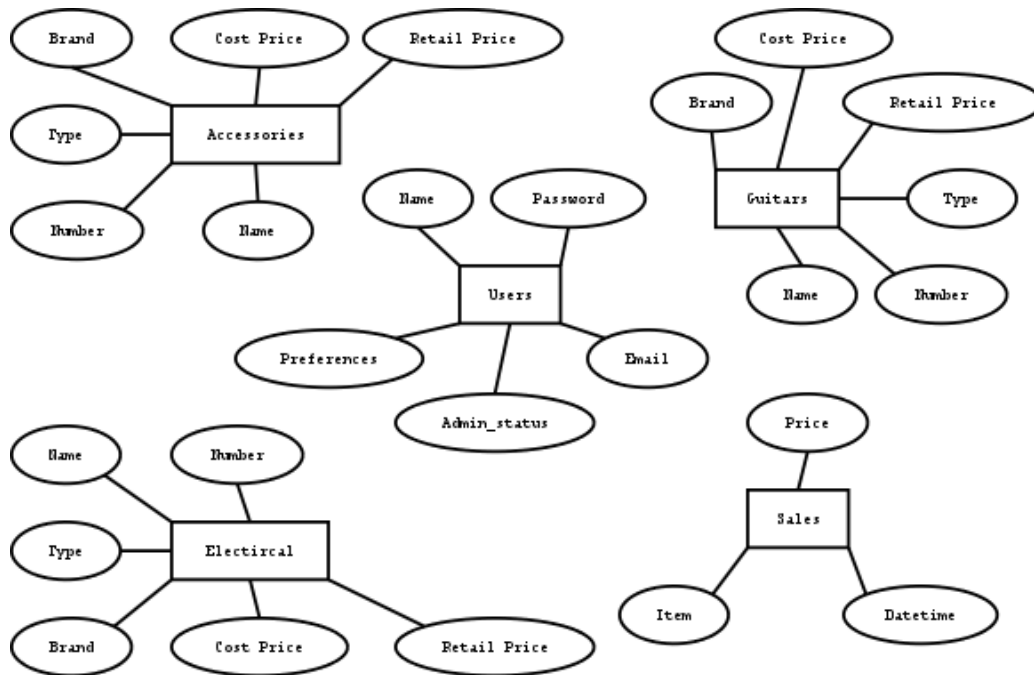 Brand
Cost Price
Retail Price
Type
Accessories
Number
Name
Cost Price
Brand
Retail Price
Guitars
Type
Name
Number
Name
Password
Users
Preferences
Email
Admin_status
Name
Number
Type
Electircal
Brand
Cost Price
Retail Price
Price
Sales
Item
Datetime